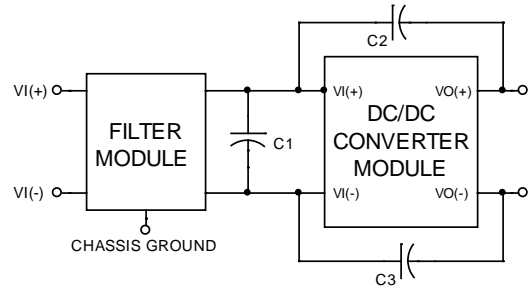 C2
VI(+)
VI(+)
VO(+)
FILTER
MODULE
C1
DC/DC
CONVERTER
MODULE
VI(-)
VI(-)
VO(-)
CHASSIS GROUND
C3